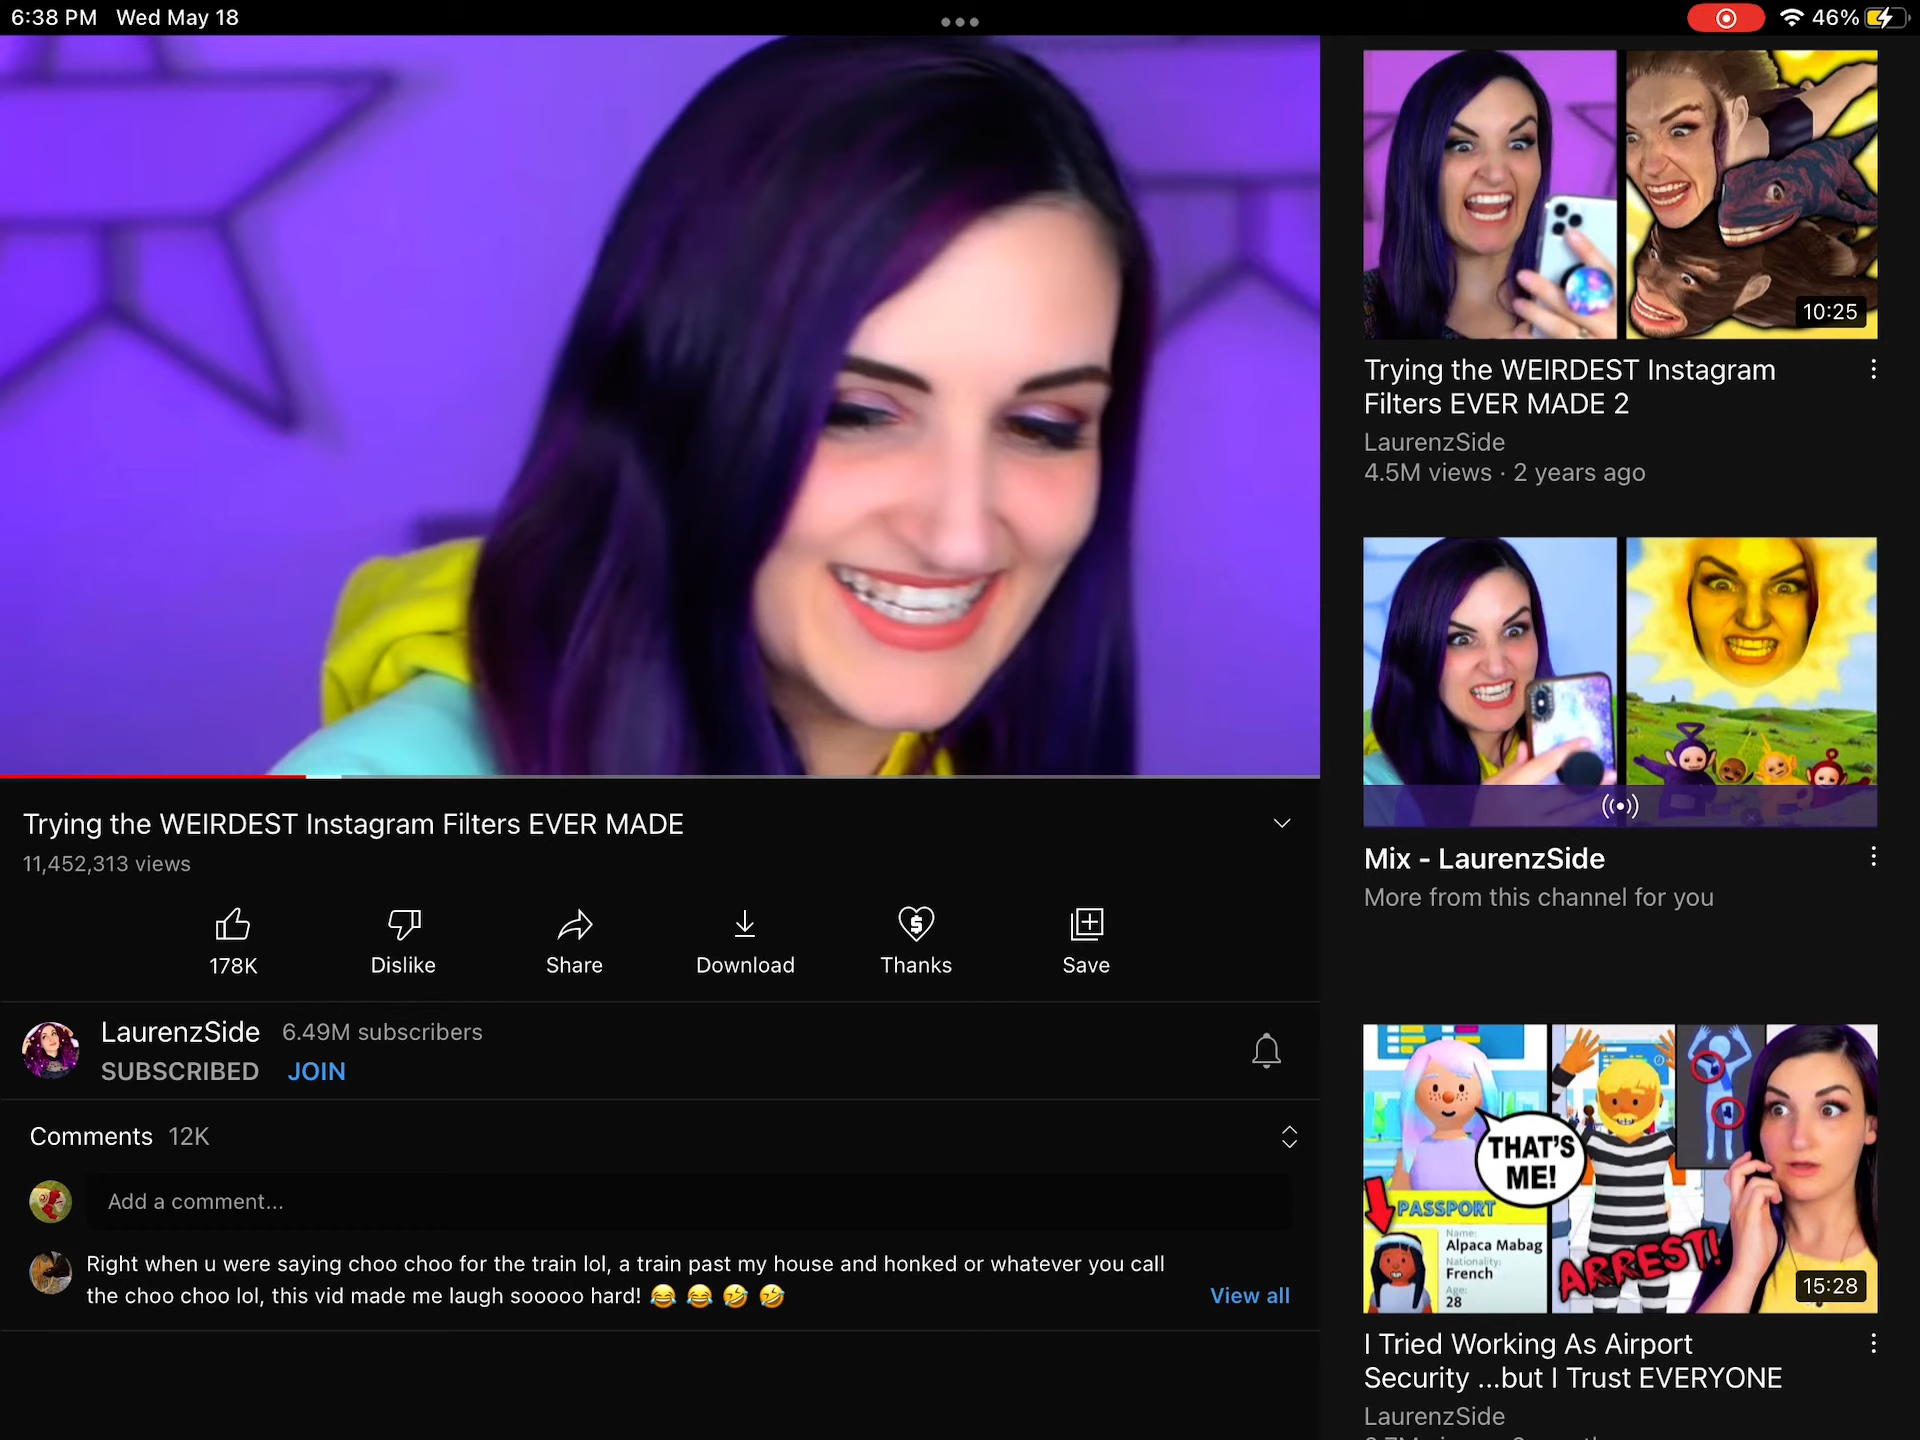 6:38 PM Wed May 18
46%
Trying the WEIRDEST Instagram Filters EVER MADE
11,452,313 views
178K
Dislike
Share
Download
Thanks
Save
LaurenzSide 6.49M subscribers
SUBSCRIBED JOIN
Comments 12K
Add a comment...
Right when u were saying choo choo for the train lol, a train past my house and honked or whatever you call
the choo choo lol, this vid made me laugh sooooo hard! 😂 😂 🤣 🤣
View all
10:25
Trying the WEIRDEST Instagram
Filters EVER MADE 2
LaurenzSide
4.5M views · 2 years ago
Mix - LaurenzSide
More from this channel for you
THAT'S
ME!
PASSPORT
Name:
Alpaca Mabag
Nationality:
French
Age:
28
ARREST!
15:28
I Tried Working As Airport
Security ...but I Trust EVERYONE
LaurenzSide